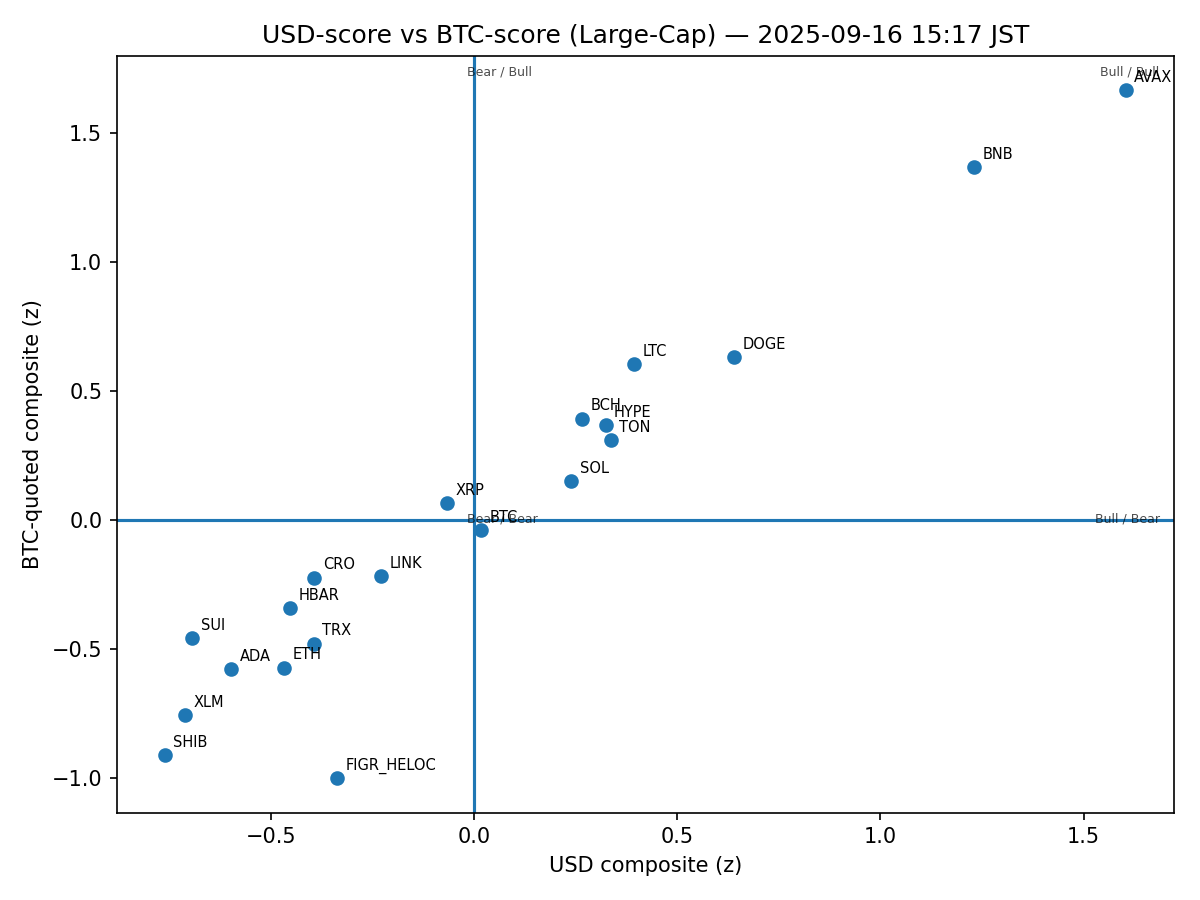 USD-score vs BTC-score (Large-Cap) — 2025-09-16 15:17 JST
Bear / Bull
Bull / Bull
AVAX
1.5
BNB
1.0
DOGE
LTC
0.5
BCH
HYPE
TON
SOL
XRP
BTC
0.0
Bear / Bear
Bull / Bear
CRO
LINK
HBAR
SUI
TRX
−0.5
ETH
ADA
XLM
SHIB
FIGR_HELOC
−1.0
−0.5
0.0
0.5
1.0
1.5
USD composite (z)
BTC-quoted composite (z)